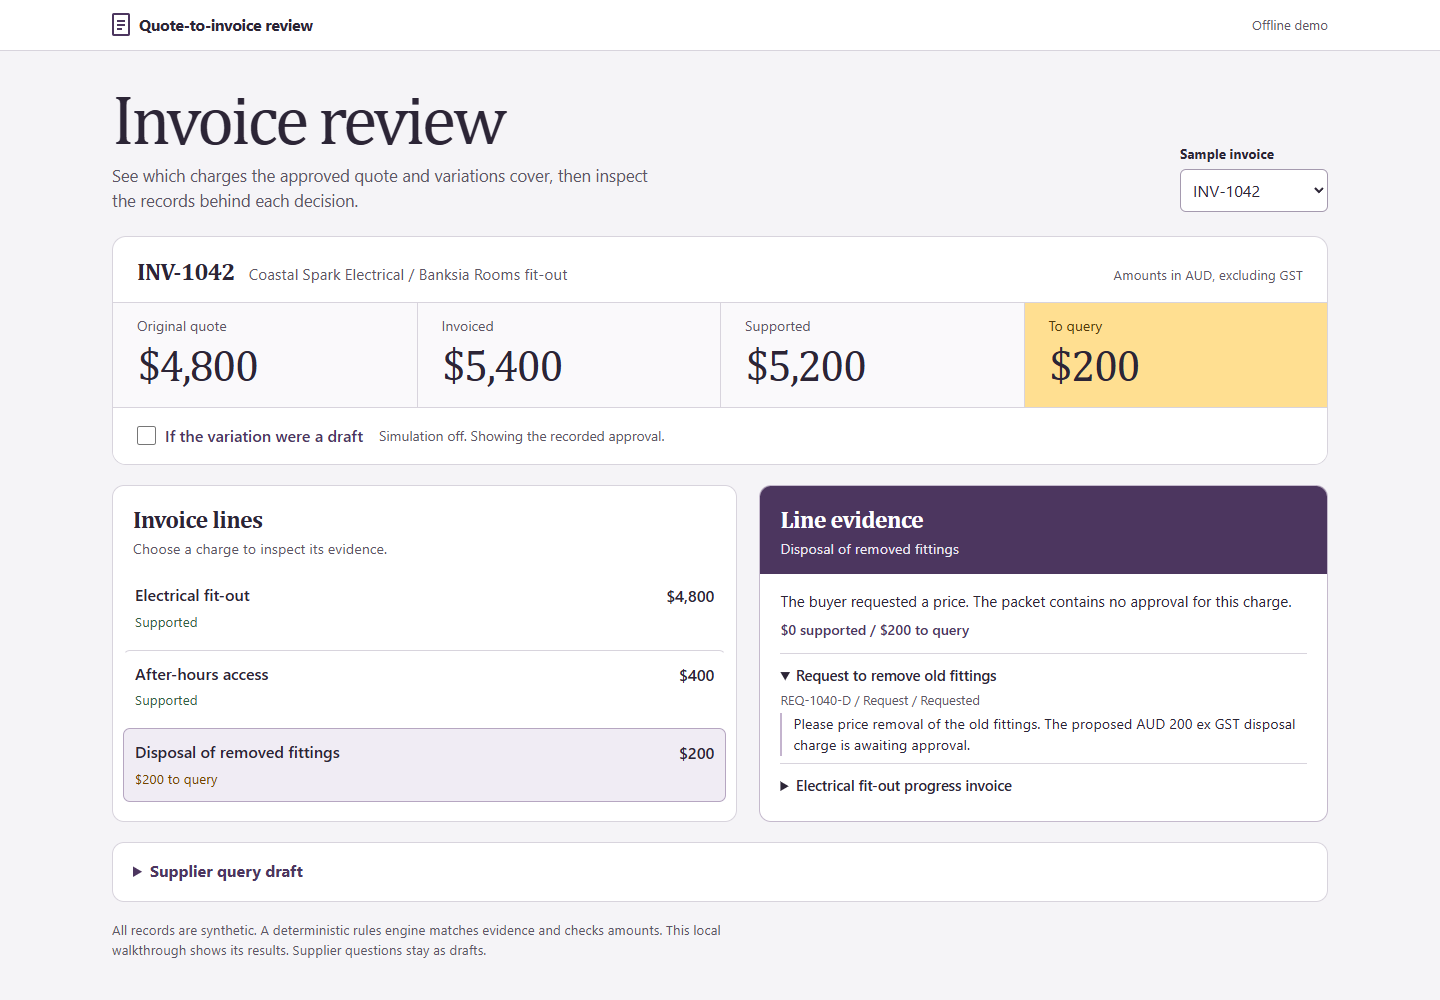 Quote-to-invoice review
Offline demo
Invoice review
See which charges the approved quote and variations cover, then inspect
the records behind each decision.
Sample invoice
INV-1042
INV-1042 Coastal Spark Electrical / Banksia Rooms fit-out
Amounts in AUD, excluding GST
Original quote
$4,800
Invoiced
$5,400
Supported
$5,200
To query
$200
If the variation were a draft Simulation off. Showing the recorded approval.
Invoice lines
Choose a charge to inspect its evidence.
Electrical fit-out $4,800
Supported
After-hours access $400
Supported
Disposal of removed fittings $200
$200 to query
Line evidence
Disposal of removed fittings
The buyer requested a price. The packet contains no approval for this charge.
$0 supported / $200 to query
Request to remove old fittings
REQ-1040-D / Request / Requested
Please price removal of the old fittings. The proposed AUD 200 ex GST disposal
charge is awaiting approval.
Electrical fit-out progress invoice
Supplier query draft
All records are synthetic. A deterministic rules engine matches evidence and checks amounts. This local
walkthrough shows its results. Supplier questions stay as drafts.